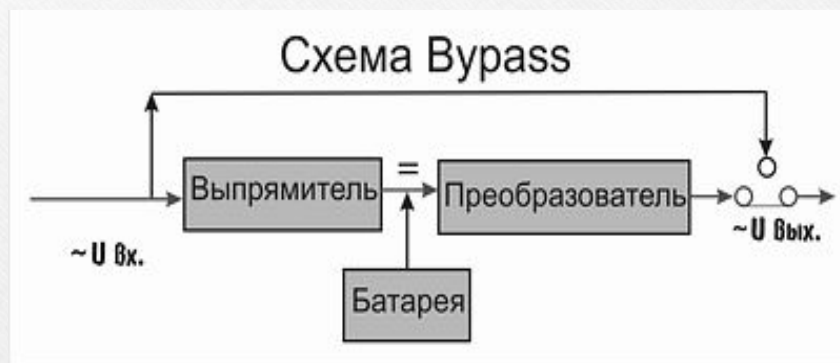 Схема Bypass
Выпрямитель
=
Преобразователь
~ U вх.
~ U вых.
Батарея